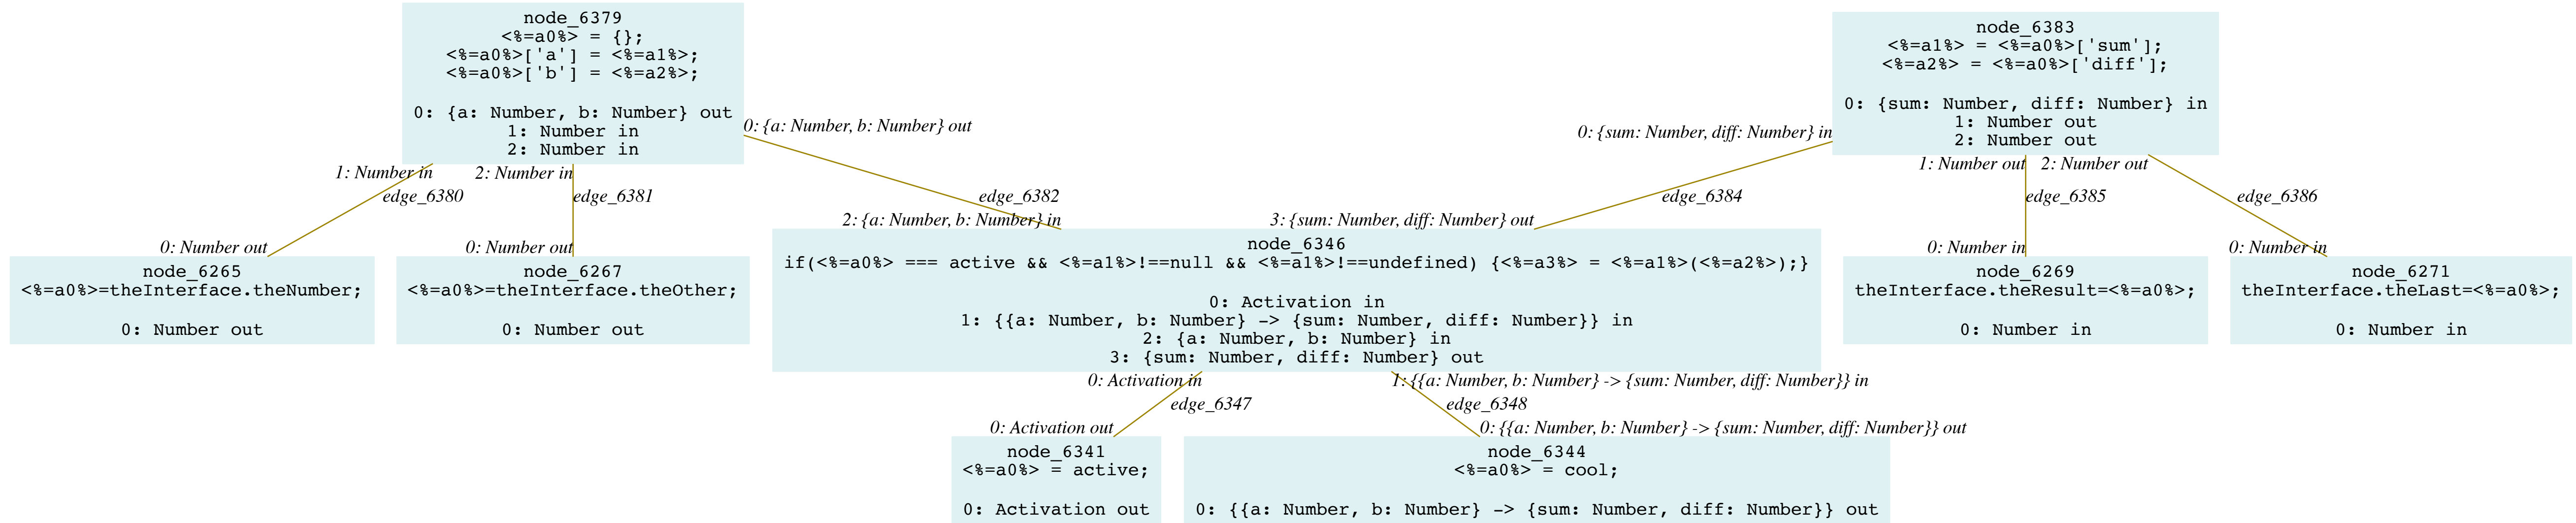 node_6379
<%=a0%> = {};
<%=a0%>['a'] = <%=a1%>;
<%=a0%>['b'] = <%=a2%>;
0: {a: Number, b: Number} out
1: Number in
2: Number in
node_6383
<%=a1%> = <%=a0%>['sum'];
<%=a2%> = <%=a0%>['diff'];
0: {sum: Number, diff: Number} in
1: Number out
2: Number out
0: {a: Number, b: Number} out
0: {sum: Number, diff: Number} in
1: Number in
2: Number in
1: Number out
2: Number out
edge_6380
edge_6381
edge_6382
edge_6384
edge_6385
edge_6386
2: {a: Number, b: Number} in
3: {sum: Number, diff: Number} out
0: Number out
0: Number out
0: Number in
0: Number in
node_6265
<%=a0%>=theInterface.theNumber;
0: Number out
node_6267
<%=a0%>=theInterface.theOther;
0: Number out
node_6346
if(<%=a0%> === active && <%=a1%>!==null && <%=a1%>!==undefined) {<%=a3%> = <%=a1%>(<%=a2%>);}
0: Activation in
1: {{a: Number, b: Number} -> {sum: Number, diff: Number}} in
2: {a: Number, b: Number} in
3: {sum: Number, diff: Number} out
node_6269
theInterface.theResult=<%=a0%>;
0: Number in
node_6271
theInterface.theLast=<%=a0%>;
0: Number in
0: Activation in
1: {{a: Number, b: Number} -> {sum: Number, diff: Number}} in
edge_6347
edge_6348
0: Activation out
0: {{a: Number, b: Number} -> {sum: Number, diff: Number}} out
node_6341
<%=a0%> = active;
0: Activation out
node_6344
<%=a0%> = cool;
0: {{a: Number, b: Number} -> {sum: Number, diff: Number}} out